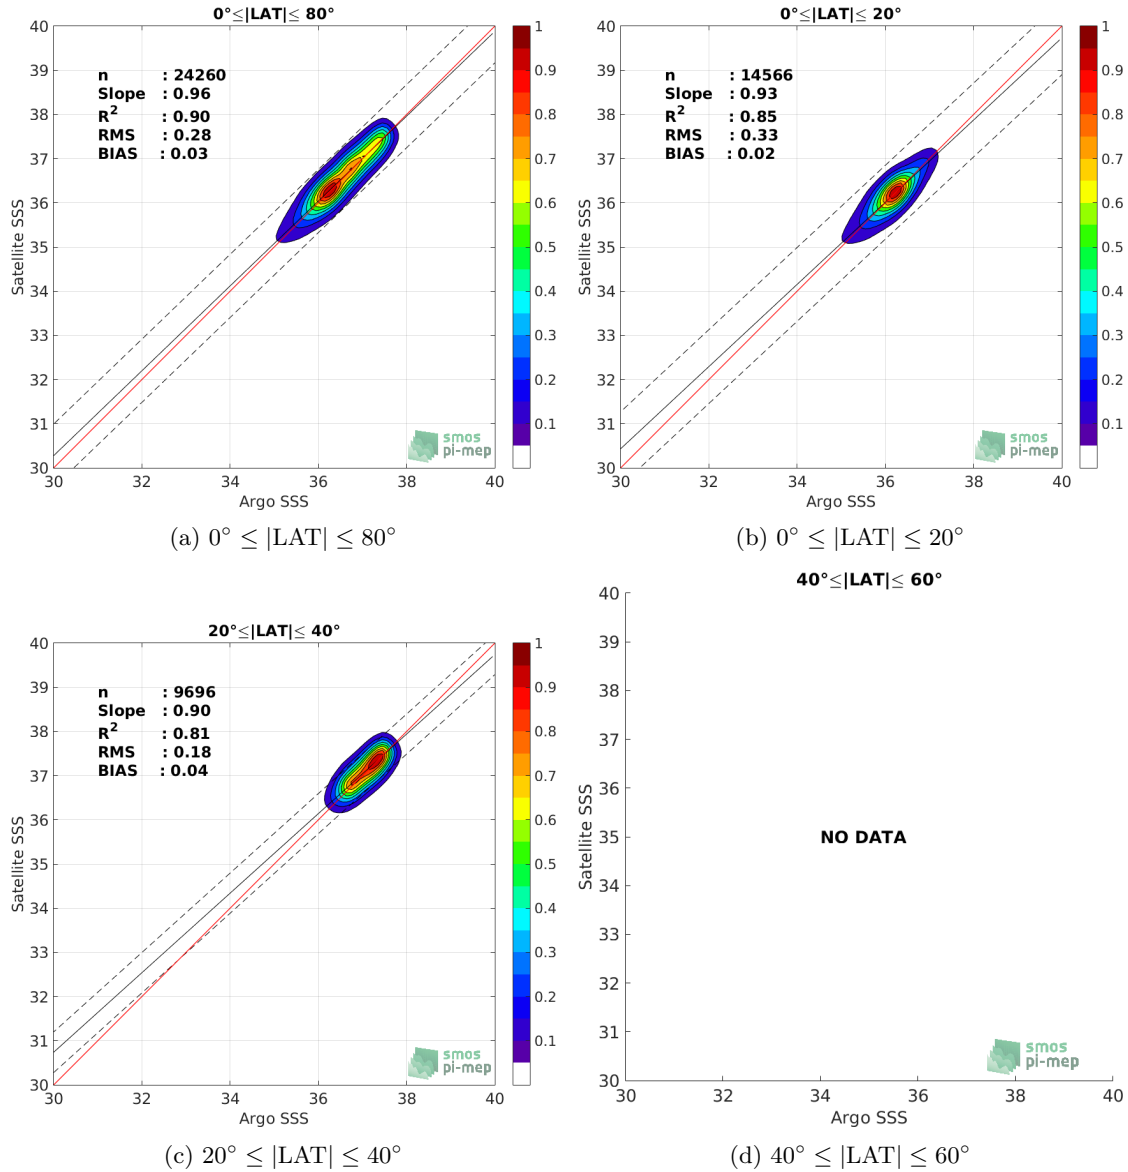 0°≤|LAT|≤ 80°
40
39
38
37
36
35
34
33
32
31
30
Satellite SSS
n : 24260
Slope : 0.96
R² : 0.90
RMS : 0.28
BIAS : 0.03
smos
pi-mep
30 32 34 36 38 40
Argo SSS
1
0.9
0.8
0.7
0.6
0.5
0.4
0.3
0.2
0.1
(a) 0° ≤ |LAT| ≤ 80°
0°≤|LAT|≤ 20°
40
39
38
37
36
35
34
33
32
31
30
Satellite SSS
n : 14566
Slope : 0.93
R² : 0.85
RMS : 0.33
BIAS : 0.02
smos
pi-mep
30 32 34 36 38 40
Argo SSS
1
0.9
0.8
0.7
0.6
0.5
0.4
0.3
0.2
0.1
(b) 0° ≤ |LAT| ≤ 20°
20°≤|LAT|≤ 40°
40
39
38
37
36
35
34
33
32
31
30
Satellite SSS
n : 9696
Slope : 0.90
R² : 0.81
RMS : 0.18
BIAS : 0.04
smos
pi-mep
30 32 34 36 38 40
Argo SSS
1
0.9
0.8
0.7
0.6
0.5
0.4
0.3
0.2
0.1
(c) 20° ≤ |LAT| ≤ 40°
40°≤|LAT|≤ 60°
40
39
38
37
36
35
34
33
32
31
30
Satellite SSS
NO DATA
smos
pi-mep
30 32 34 36 38 40
Argo SSS
(d) 40° ≤ |LAT| ≤ 60°